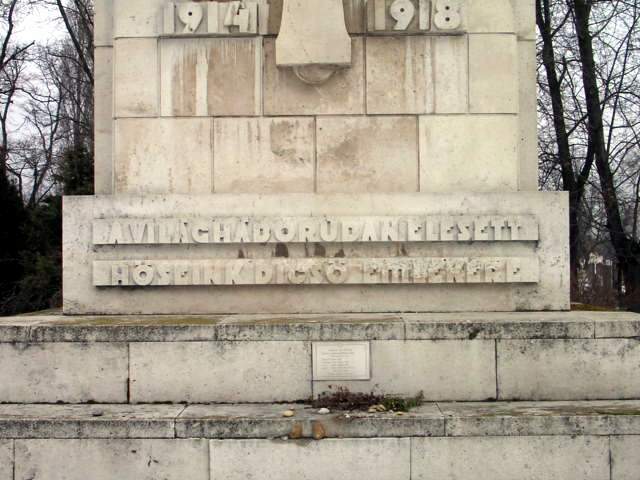 1914 1918
A VILÁGHÁBORÚBAN ELESETT
HŐSEINK DICSŐ EMLÉKÉRE